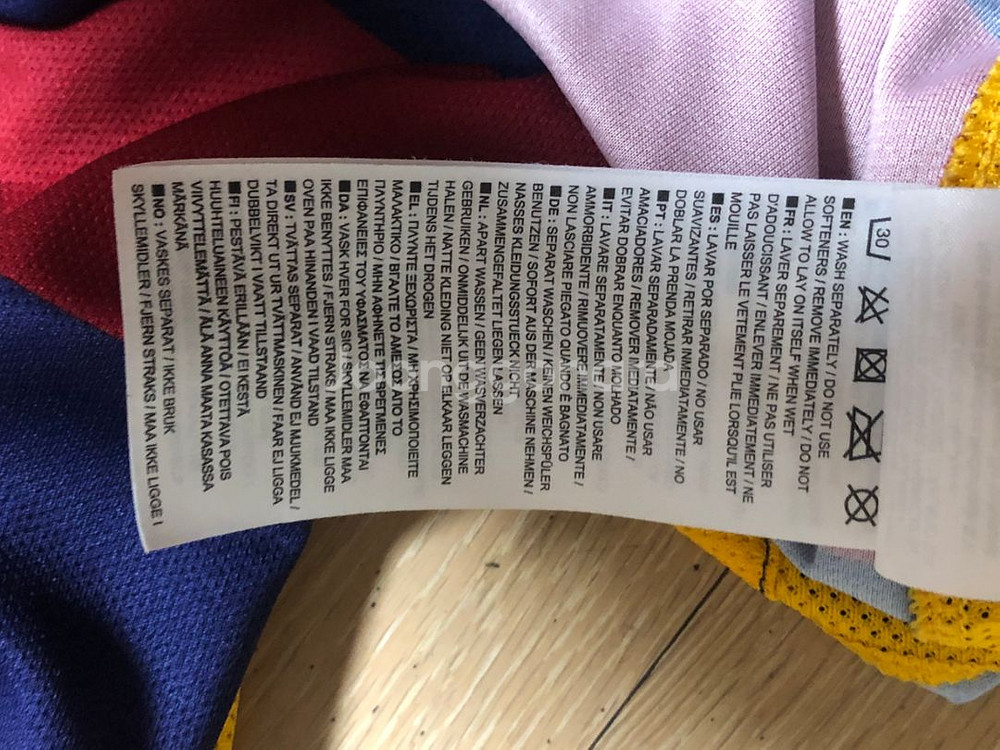 30
■EN : WASH SEPARATELY / DO NOT USE
SOFTENERS / REMOVE IMMEDIATELY / DO NOT
ALLOW TO LAY ON ITSELF WHEN WET
■FR : LAVER SEPAREMENT / NE PAS UTILISER
D'ADOUCISSANT / ENLEVER IMMEDIATEMENT / NE
PAS LAISSER LE VETEMENT PLIE LORSQU'IL EST
MOUILLE
■ES : LAVAR POR SEPARADO / NO USAR
SUAVIZANTES / RETIRAR INMEDIATAMENTE / NO
DOBLAR LA PRENDA MOJADA
■PT : LAVAR SEPARADAMENTE / NÃO USAR
AMACIADORES / REMOVER IMEDIATAMENTE /
EVITAR DOBRAR ENQUANTO MOLHADO
■IT : LAVARE SEPARATAMENTE / NON USARE
AMMORBIDENTE / RIMUOVERE IMMEDIATAMENTE /
NON LASCIARE PIEGATO QUANDO È BAGNATO
■DE : SEPARAT WASCHEN / KEIN WEICHSPÜLER
BENUTZEN / SOFORT AUS DER MASCHINE NEHMEN /
NASSES KLEIDUNGSSTUECK NICHT
ZUSAMMENGEFALTET LIEGEN LASSEN
■NL : APART WASSEN / GEEN WASVERZACHTER
GEBRUIKEN / ONMIDDELIJK UIT DE WASMACHINE
HALEN / NATTE KLEDING NIET OP ELKAAR LEGGEN
TIJDENS HET DROGEN
■EL : ΠΛΥΝΤΕ ΞΕΧΩΡΙΣΤΑ / ΜΗ ΧΡΗΣΙΜΟΠΟΙΕΙΤΕ
ΜΑΛΑΚΤΙΚΟ / ΒΓΑΛΤΕ ΤΟ ΑΜΕΣΩΣ ΑΠΟ ΤΟ
ΠΛΥΝΤΗΡΙΟ / ΜΗΝ ΑΦΗΝΕΤΕ ΤΙΣ ΒΡΕΓΜΕΝΕΣ
ΕΠΙΦΑΝΕΙΕΣ ΤΟΥ ΥΦΑΣΜΑΤΟΣ ΕΦΑΠΤΟΝΤΑΙ
■DA : VASK HVER FOR SIG / SKYLLEMIDLER MAA
IKKE BENYTTES / FJERN STRAKS / MAA IKKE LIGGE
OVEN PAA HINANDEN I VAAD TILSTAND
■SV : TVÄTTAS SEPARAT / ANVÄND EJ MJUKMEDEL /
TA DIREKT UT UR TVÄTTMASKINEN / FAAR EJ LIGGA
DUBBELVIKT I VAATT TILLSTAAND
■FI : PESTÄVÄ ERILLÄÄN / EI KESTÄ
HUUHTELUAINEEN KÄYTTÖÄ / OTETTAVA POIS
VIIVYTTELEMÄTTÄ / ÄLÄ ANNA MAATA KASASSA
MÄRKÄNÄ
■NO : VASKES SEPARAT / IKKE BRUK
SKYLLEMIDLER / FJERN STRAKS / MAA IKKE LIGGE I